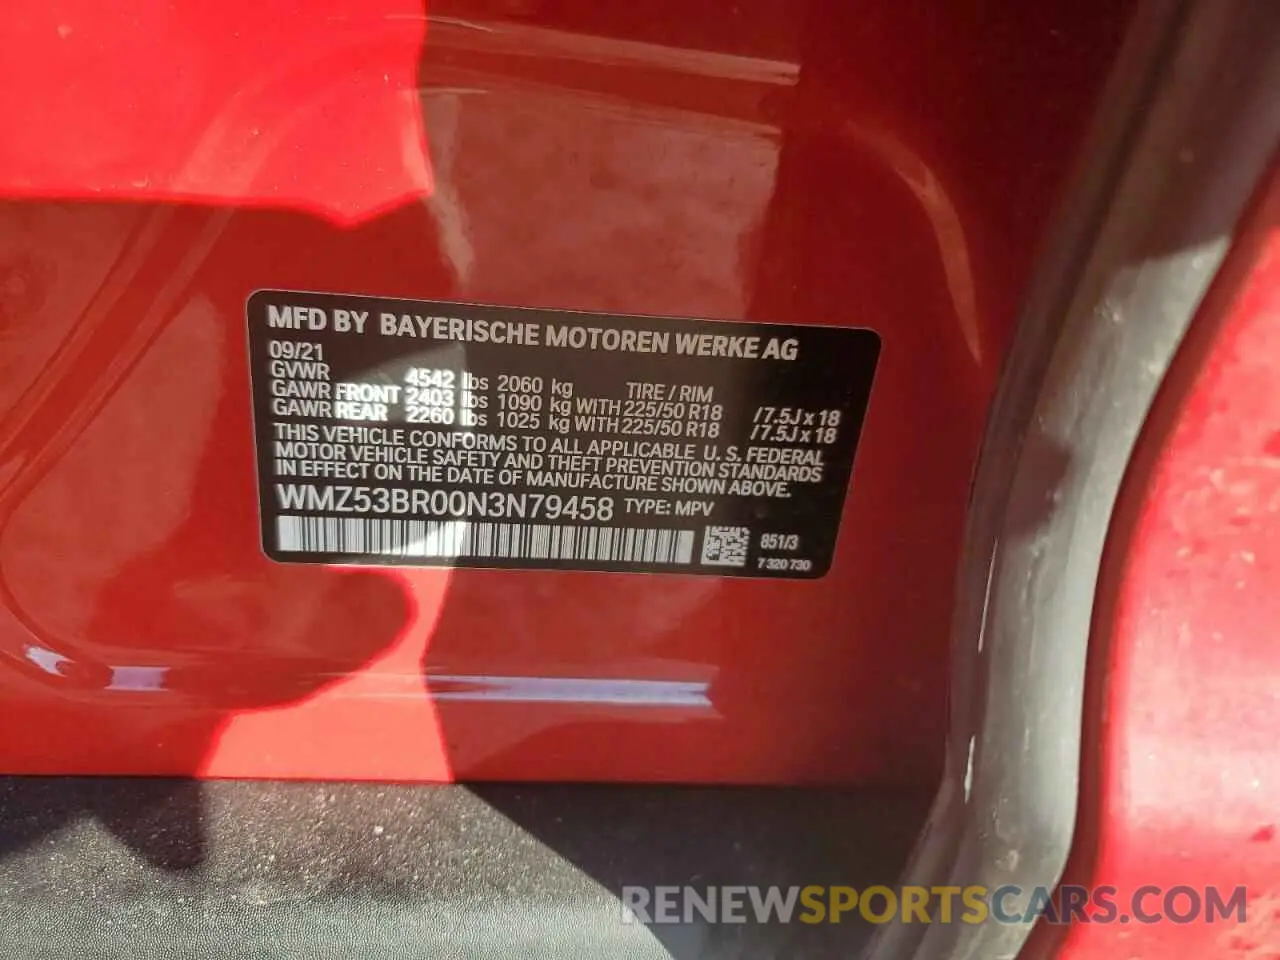 MFD BY BAYERISCHE MOTOREN WERKE AG
09/21
GVWR 4542 lbs 2060 kg TIRE / RIM
GAWR FRONT 2403 lbs 1090 kg WITH 225/50 R18 /7.5J x 18
GAWR REAR 2260 lbs 1025 kg WITH 225/50 R18 /7.5J x 18
THIS VEHICLE CONFORMS TO ALL APPLICABLE U. S. FEDERAL
MOTOR VEHICLE SAFETY AND THEFT PREVENTION STANDARDS
IN EFFECT ON THE DATE OF MANUFACTURE SHOWN ABOVE.
WMZ53BR00N3N79458 TYPE: MPV
851/3
7 320 730
RENEWSPORTSCARS.COM